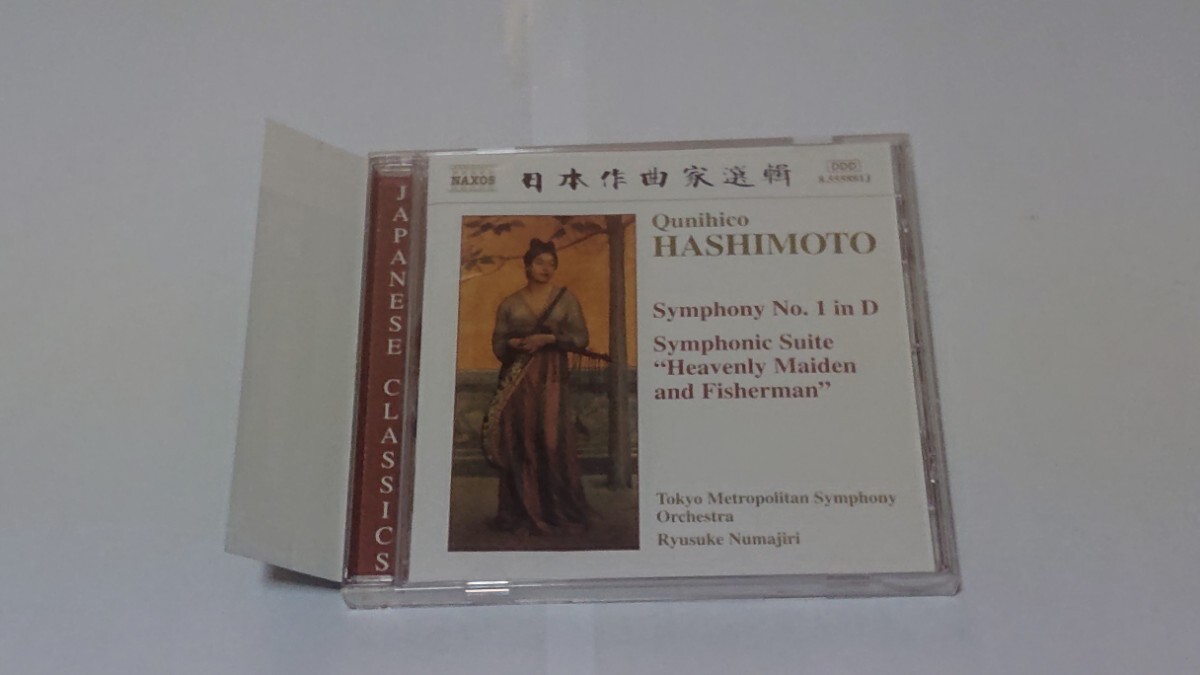 JAPANESE CLASSICS
NAXOS
日本作曲家選輯
DDD
Qunihico
HASHIMOTO
Symphony No. 1 in D
Symphonic Suite
“Heavenly Maiden
and Fisherman”
Tokyo Metropolitan Symphony
Orchestra
Ryusuke Numajiri